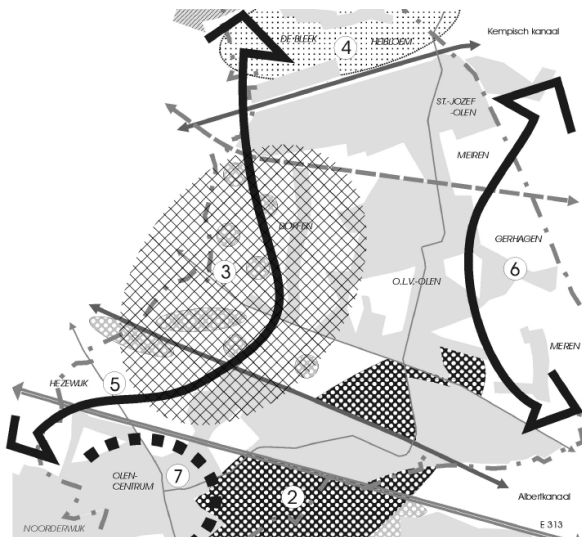 DE BLEEK
HEIBLOEM
4
Kempisch kanaal
ST.-JOZEF
-OLEN
MEIREN
BOFFEN
GERHAGEN
3
6
O.L.V.-OLEN
MEREN
HEZEWIJK
5
OLEN-
CENTRUM
7
2
Albertkanaal
NOORDERWIJK
E 313